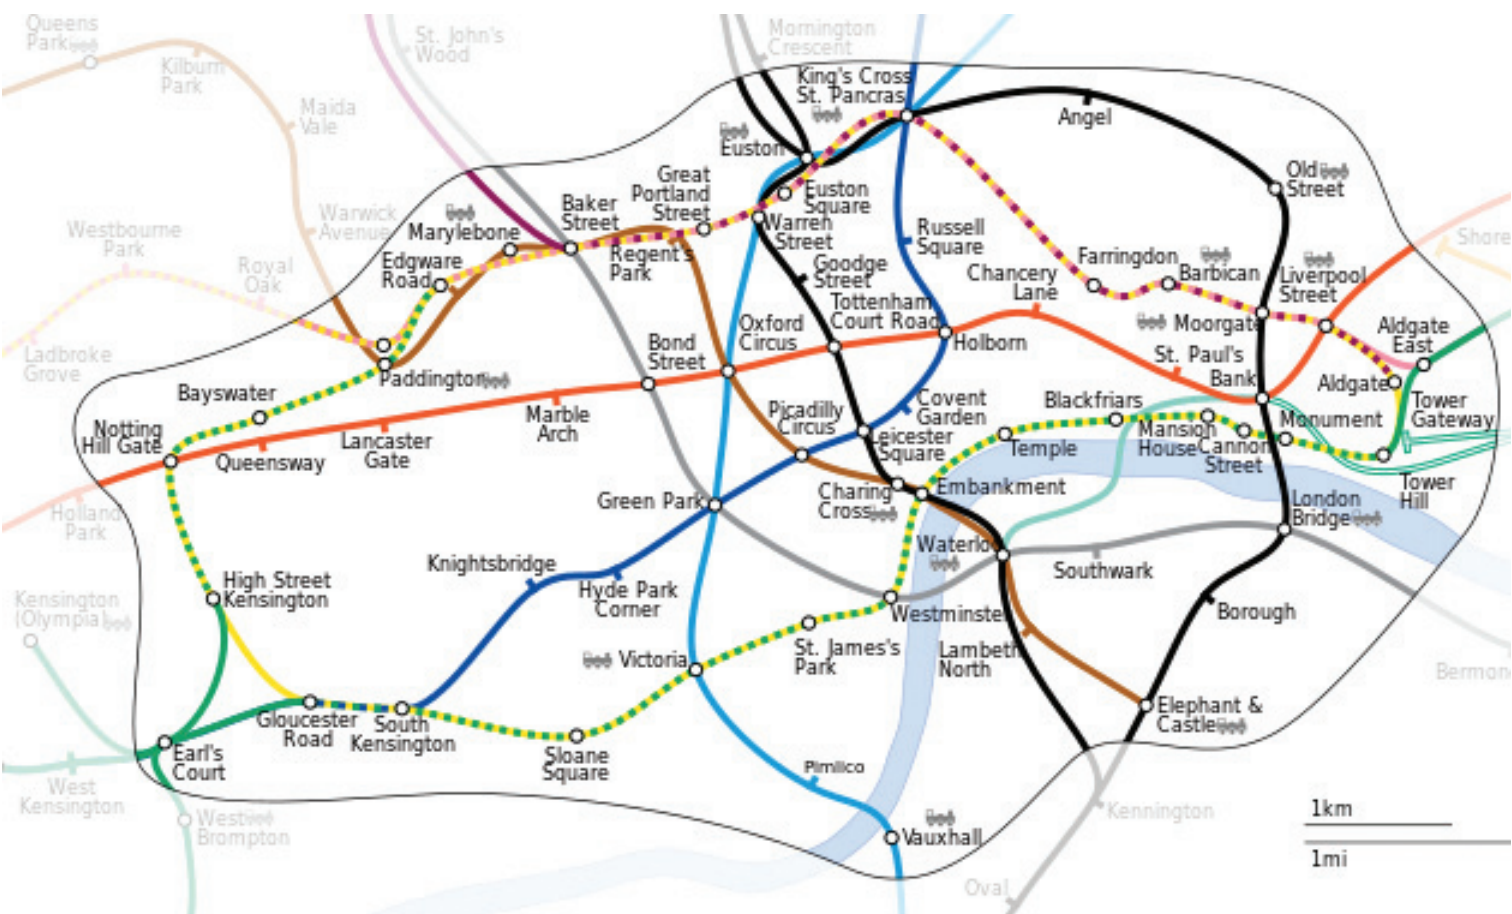 Queens
Park
Kilburn
Park
St. John's
Wood
Mornington
Crescent
Maida
Vale
King's Cross
St. Pancras
Angel
Euston
Old
Street
Great
Portland
Street
Euston
Square
Baker
Street
Marylebone
Warwick
Avenue
Westbourne
Park
Royal
Oak
Edgware
Road
Regent's
Park
Warren
Street
Russell
Square
Goodge
Street
Chancery
Lane
Farringdon
Barbican
Liverpool
Street
Shore
Tottenham
Court Road
Oxford
Circus
Holborn
Moorgate
Aldgate
East
Ladbroke
Grove
Bond
Street
St. Paul's
Bank
Aldgate
Paddington
Bayswater
Notting
Hill Gate
Queensway
Lancaster
Gate
Marble
Arch
Picadilly
Circus
Covent
Garden
Leicester
Square
Blackfriars
Temple
Mansion
House
Cannon
Street
Monument
Tower
Gateway
Tower
Hill
Holland
Park
Green Park
Charing
Cross
Embankment
London
Bridge
Waterloo
Southwark
Knightsbridge
Hyde Park
Corner
High Street
Kensington
Kensington
(Olympia)
Westminster
Borough
St. James's
Park
Victoria
Lambeth
North
Bermon
Gloucester
Road
South
Kensington
Sloane
Square
Elephant &
Castle
Earl's
Court
West
Kensington
West
Brompton
Pimlico
Vauxhall
Kennington
Oval
1km
1mi